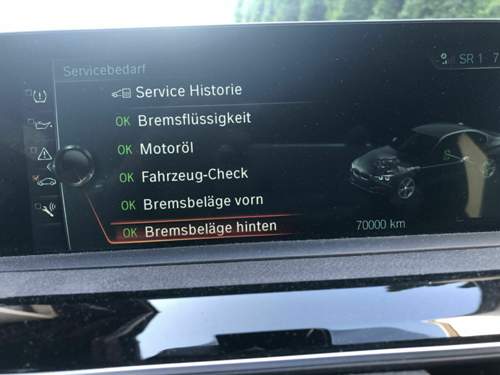 SR 1 7
Servicebedarf
Service Historie
OK Bremsflüssigkeit
OK Motoröl
OK Fahrzeug-Check
OK Bremsbeläge vorn
OK Bremsbeläge hinten 70000 km